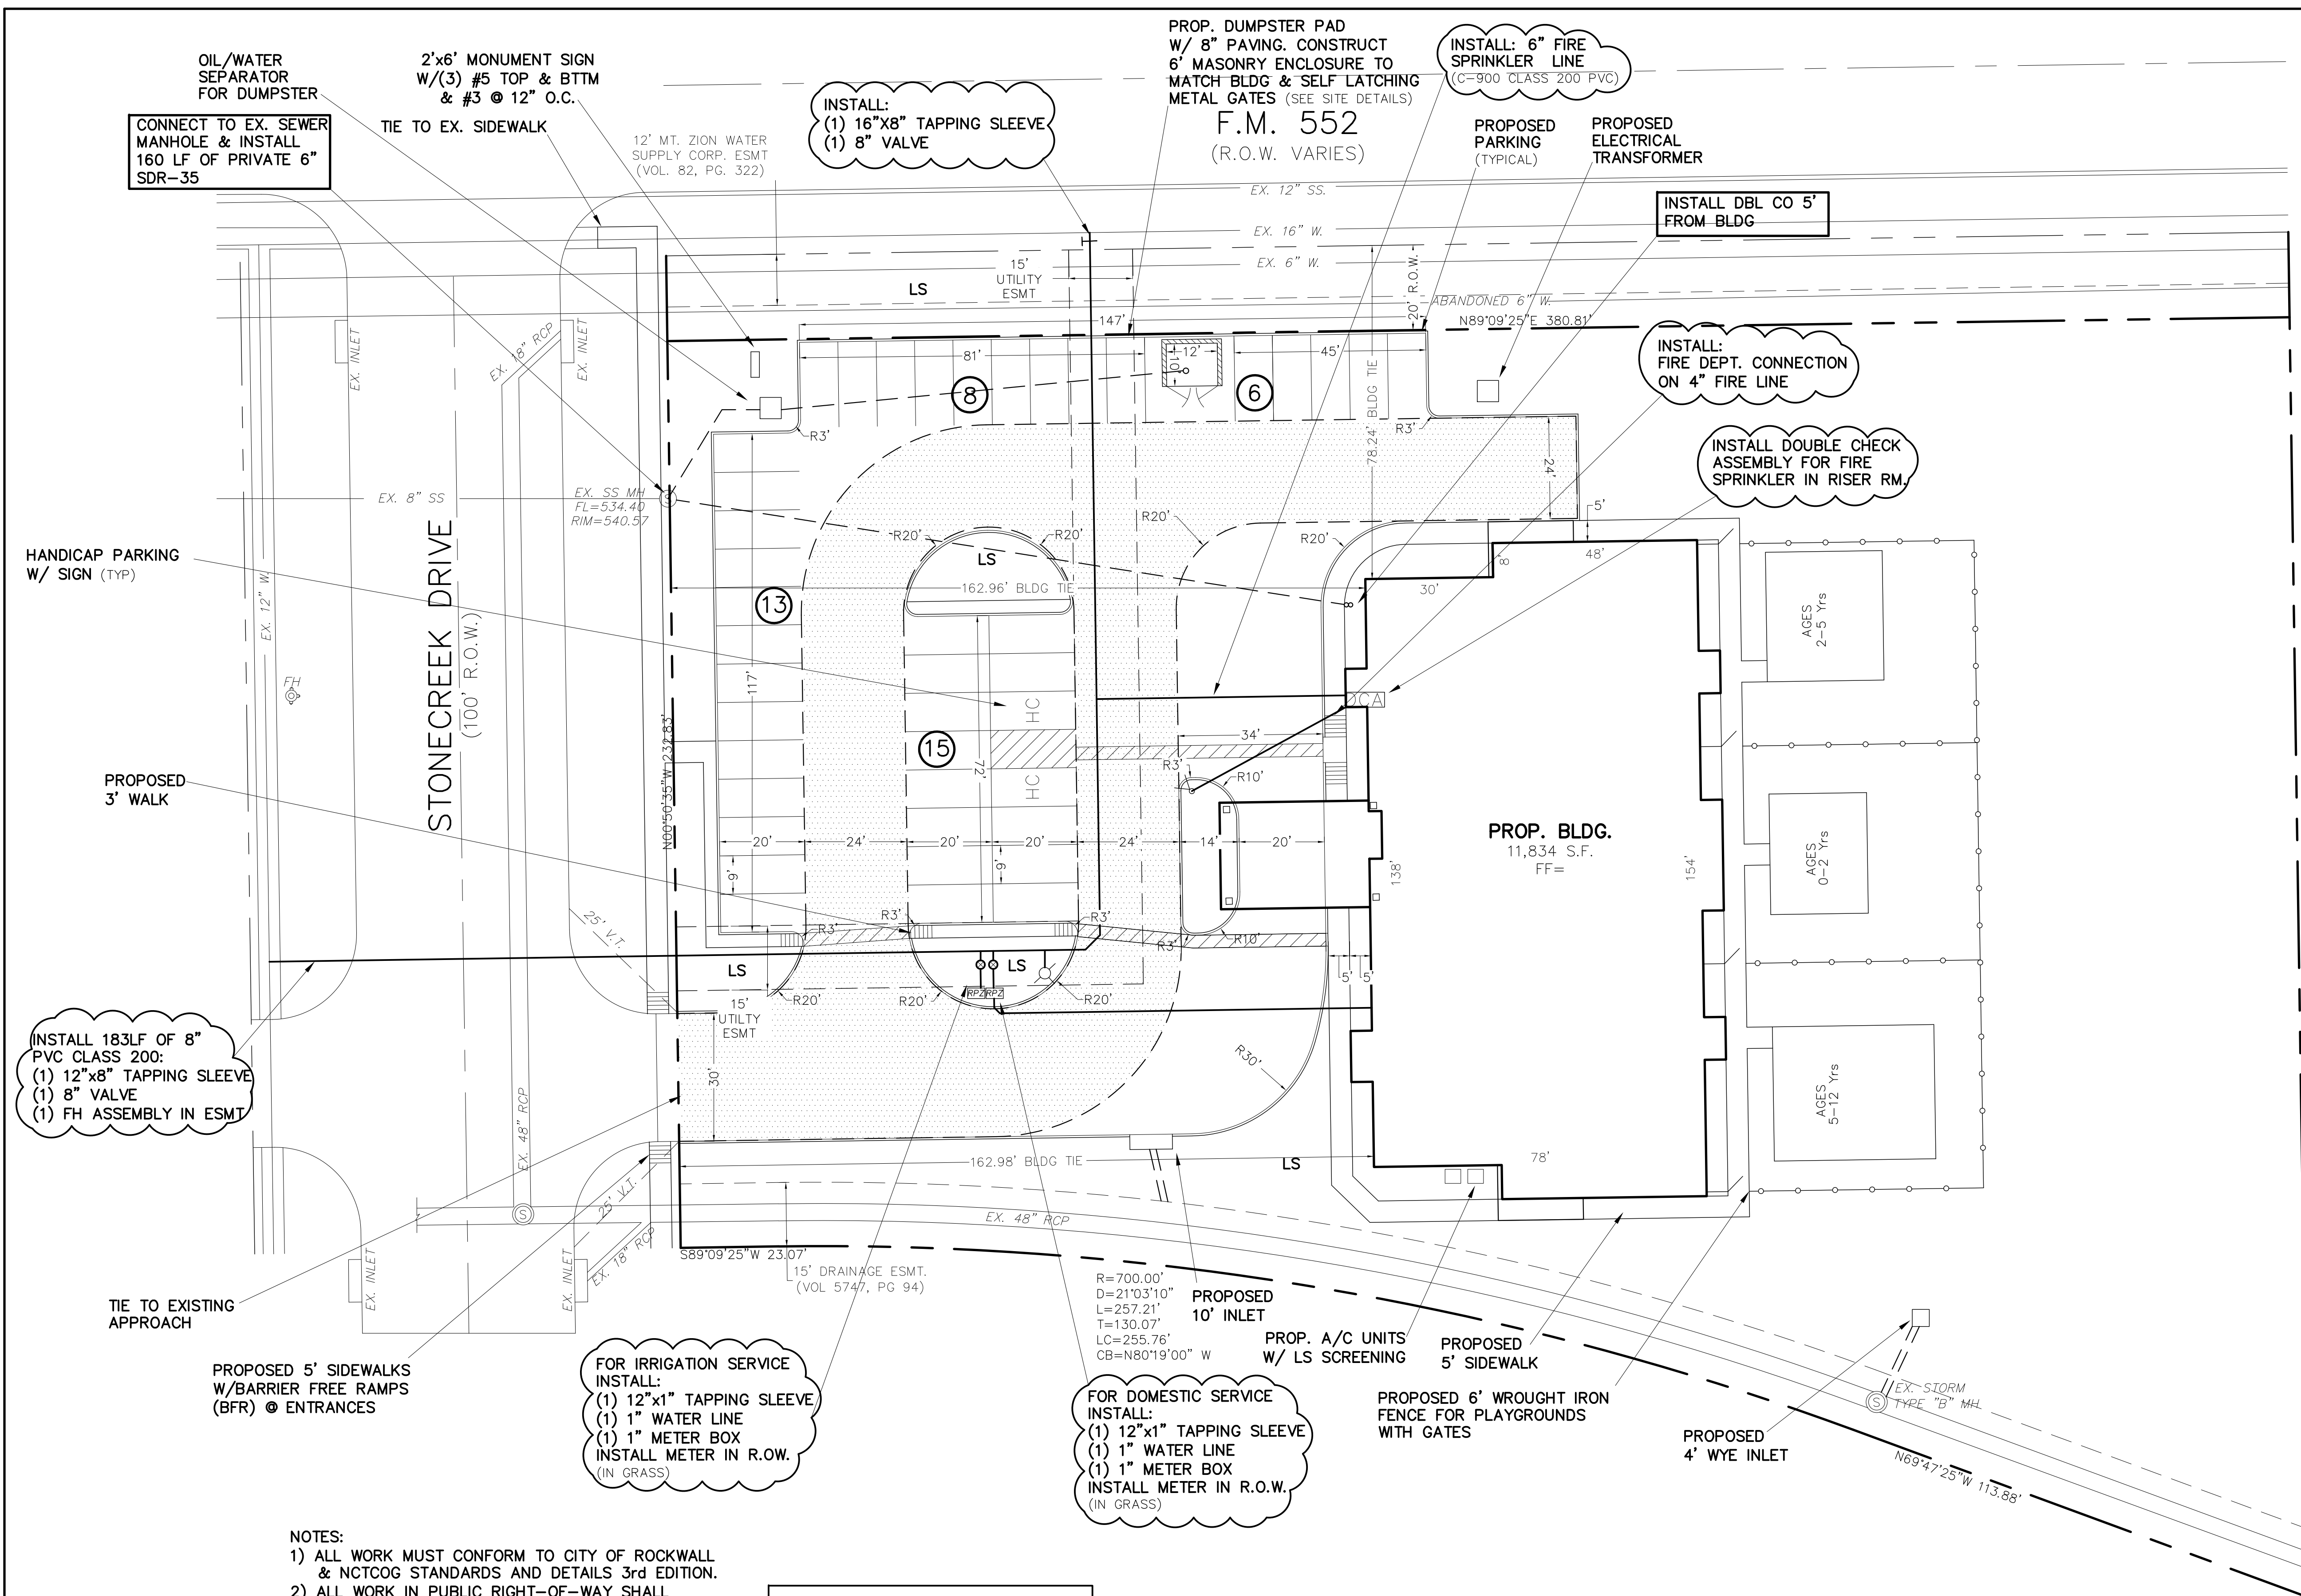 OIL/WATER
SEPARATOR
FOR DUMPSTER
2'x6' MONUMENT SIGN
W/(3) #5 TOP & BTTM
& #3 @ 12" O.C.
TIE TO EX. SIDEWALK
CONNECT TO EX. SEWER
MANHOLE & INSTALL
160 LF OF PRIVATE 6"
SDR-35
12' MT. ZION WATER
SUPPLY CORP. ESMT
(VOL. 82, PG. 322)
INSTALL:
(1) 16"X8" TAPPING SLEEVE
(1) 8" VALVE
PROP. DUMPSTER PAD
W/ 8" PAVING. CONSTRUCT
6' MASONRY ENCLOSURE TO
MATCH BLDG & SELF LATCHING
METAL GATES (SEE SITE DETAILS)
F.M. 552
(R.O.W. VARIES)
INSTALL: 6" FIRE
SPRINKLER LINE
(C-900 CLASS 200 PVC)
PROPOSED
PARKING
(TYPICAL)
PROPOSED
ELECTRICAL
TRANSFORMER
INSTALL DBL CO 5'
FROM BLDG
EX. 12" SS.
EX. 16" W.
EX. 6" W.
ABANDONED 6" W.
N89°09'25"E 380.81'
20' R.O.W.
15'
UTILITY
ESMT
LS
147'
81'
12'
10'
45'
8
6
78.24' BLDG TIE
R3'
R3'
24'
5'
INSTALL:
FIRE DEPT. CONNECTION
ON 4" FIRE LINE
INSTALL DOUBLE CHECK
ASSEMBLY FOR FIRE
SPRINKLER IN RISER RM.
EX. INLET
EX. 18" RCP
EX. INLET
EX. 8" SS
EX. SS MH
FL=534.40
RIM=540.57
S
HANDICAP PARKING
W/ SIGN (TYP)
EX. 12" W.
FH
STONECREEK DRIVE
(100' R.O.W.)
N00°50'35"W 232.83'
R20'
R20'
R20'
R20'
LS
162.96' BLDG TIE
13
117'
15
72'
HC
HC
30'
8'
48'
DCA
34'
R3'
R10'
AGES
2-5 Yrs
AGES
0-2 Yrs
AGES
5-12 Yrs
PROP. BLDG.
11,834 S.F.
FF=
138'
154'
78'
PROPOSED
3' WALK
20'
24'
20'
20'
24'
14'
20'
9'
9'
R3'
R3'
R3'
R3'
R10'
25' V.T.
LS
15'
UTILTY
ESMT
R20'
R20'
R20'
LS
RPZ
RPZ
5'
5'
30'
R30'
INSTALL 183LF OF 8"
PVC CLASS 200:
(1) 12"x8" TAPPING SLEEVE
(1) 8" VALVE
(1) FH ASSEMBLY IN ESMT
EX. 48" RCP
162.98' BLDG TIE
LS
S
25' V.T.
EX. 18" RCP
EX. 48" RCP
EX. INLET
EX. INLET
S89°09'25"W 23.07'
15' DRAINAGE ESMT.
(VOL 5747, PG 94)
R=700.00'
D=21°03'10"
L=257.21'
T=130.07'
LC=255.76'
CB=N80°19'00" W
PROPOSED
10' INLET
TIE TO EXISTING
APPROACH
PROPOSED 5' SIDEWALKS
W/BARRIER FREE RAMPS
(BFR) @ ENTRANCES
FOR IRRIGATION SERVICE
INSTALL:
(1) 12"x1" TAPPING SLEEVE
(1) 1" WATER LINE
(1) 1" METER BOX
INSTALL METER IN R.OW.
(IN GRASS)
FOR DOMESTIC SERVICE
INSTALL:
(1) 12"x1" TAPPING SLEEVE
(1) 1" WATER LINE
(1) 1" METER BOX
INSTALL METER IN R.O.W.
(IN GRASS)
PROP. A/C UNITS
W/ LS SCREENING
PROPOSED
5' SIDEWALK
PROPOSED 6' WROUGHT IRON
FENCE FOR PLAYGROUNDS
WITH GATES
PROPOSED
4' WYE INLET
S
EX. STORM
TYPE "B" MH
N69°47'25"W 113.88'
NOTES:
1) ALL WORK MUST CONFORM TO CITY OF ROCKWALL
& NCTCOG STANDARDS AND DETAILS 3rd EDITION.
2) ALL WORK IN PUBLIC RIGHT-OF-WAY SHALL